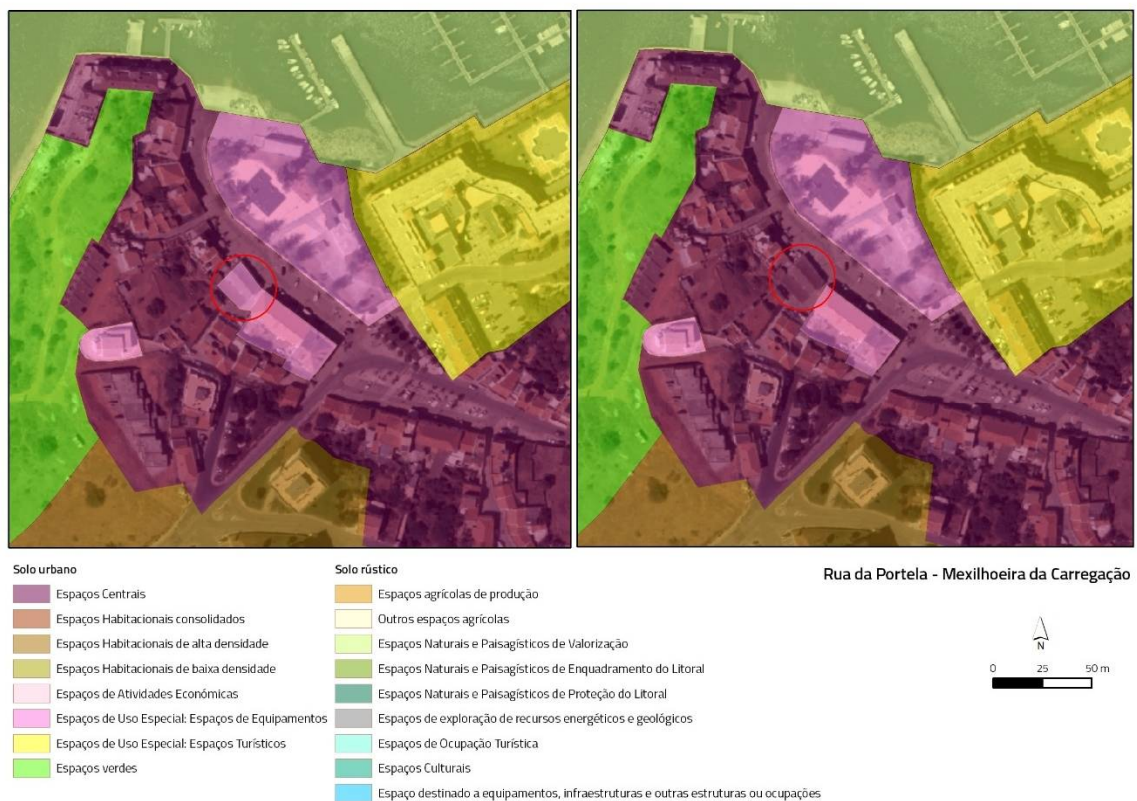 Solo urbano
Espaços Centrais
Espaços Habitacionais consolidados
Espaços Habitacionais de alta densidade
Espaços Habitacionais de baixa densidade
Espaços de Atividades Económicas
Espaços de Uso Especial: Espaços de Equipamentos
Espaços de Uso Especial: Espaços Turísticos
Espaços verdes
Solo rústico
Espaços agrícolas de produção
Outros espaços agrícolas
Espaços Naturais e Paisagísticos de Valorização
Espaços Naturais e Paisagísticos de Enquadramento do Litoral
Espaços Naturais e Paisagísticos de Proteção do Litoral
Espaços de exploração de recursos energéticos e geológicos
Espaços de Ocupação Turística
Espaços Culturais
Espaço destinado a equipamentos, infraestruturas e outras estruturas ou ocupações
Rua da Portela - Mexilhoeira da Carregação
N
0 25 50 m